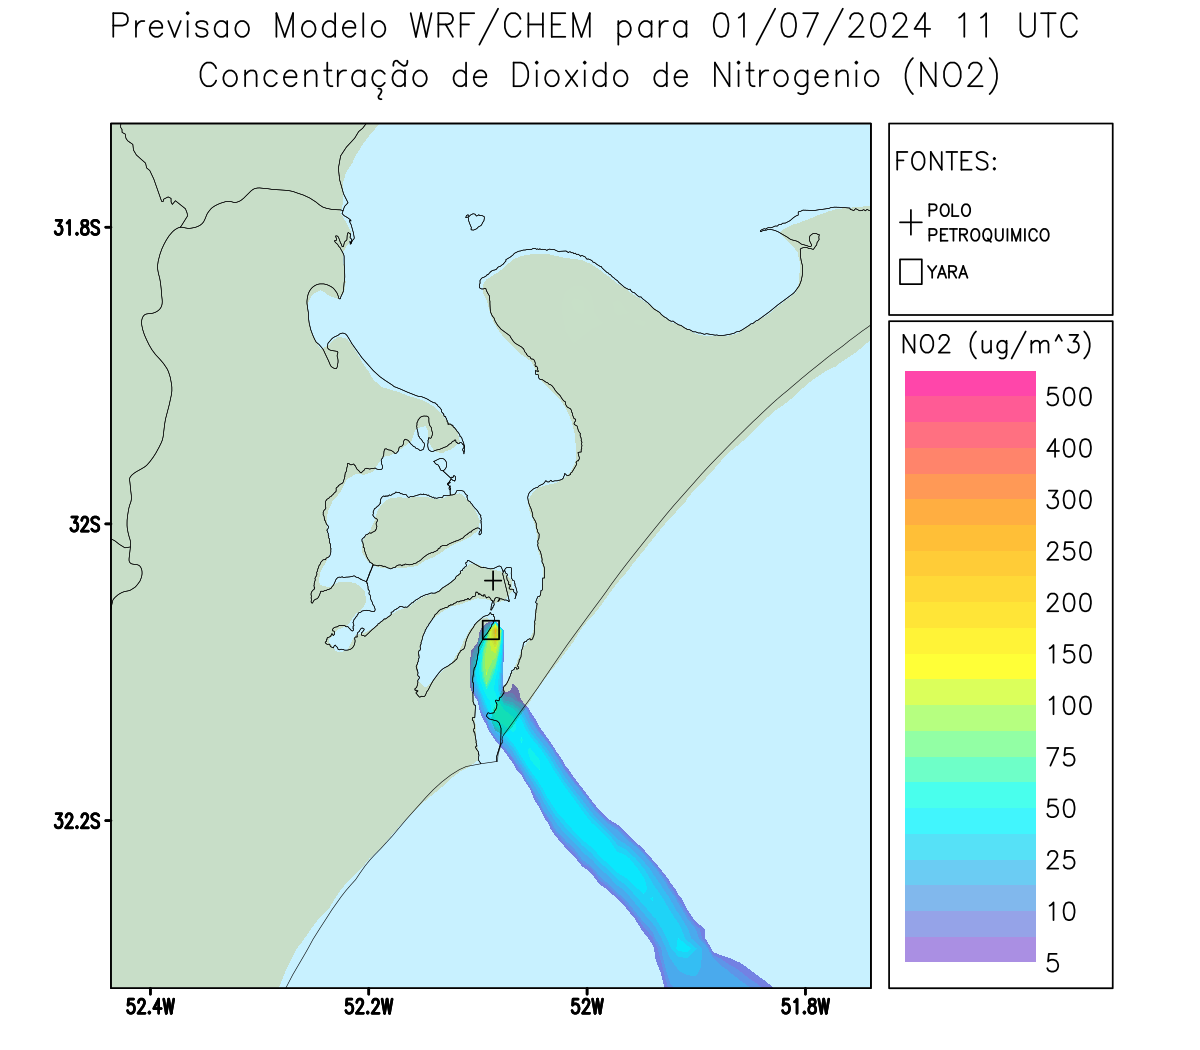 Previsao Modelo WRF/CHEM para 01/07/2024 11 UTC
Concentração de Dioxido de Nitrogenio (NO2)
FONTES:
POLO
PETROQUIMICO
YARA
NO2 (ug/m^3)
500
400
300
250
200
150
100
75
50
25
10
5
31.8S
32S
32.2S
52.4W
52.2W
52W
51.8W